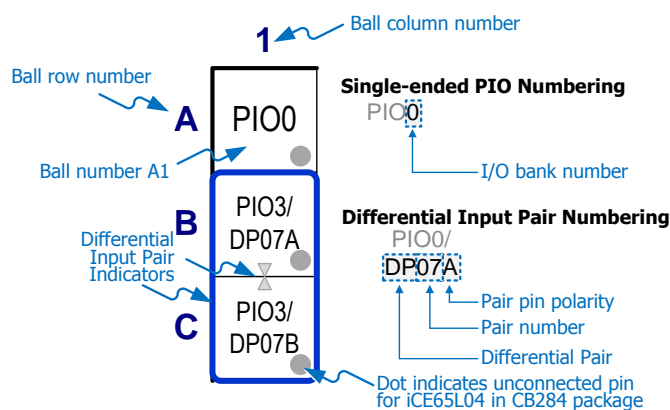 Ball column number
1
Ball row number
A
PIO0
Ball number A1
Single-ended PIO Numbering
PIO0
I/O bank number
B
PIO3/
DP07A
Differential
Input Pair
Indicators
C
PIO3/
DP07B
Differential Input Pair Numbering
PIO0/
DP07A
Pair pin polarity
Pair number
Differential Pair
Dot indicates unconnected pin
for iCE65L04 in CB284 package